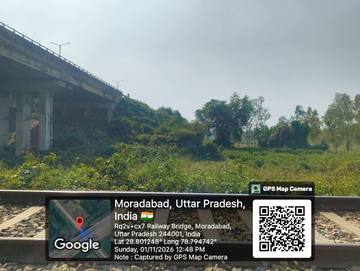 GPS Map Camera
Moradabad, Uttar Pradesh,
India
Rq2v+cx7 Railway Bridge, Moradabad,
Uttar Pradesh 244001, India
Lat 28.801248° Long 78.794742°
Sunday, 01/11/2026 12:48 PM
Note : Captured by GPS Map Camera
Google